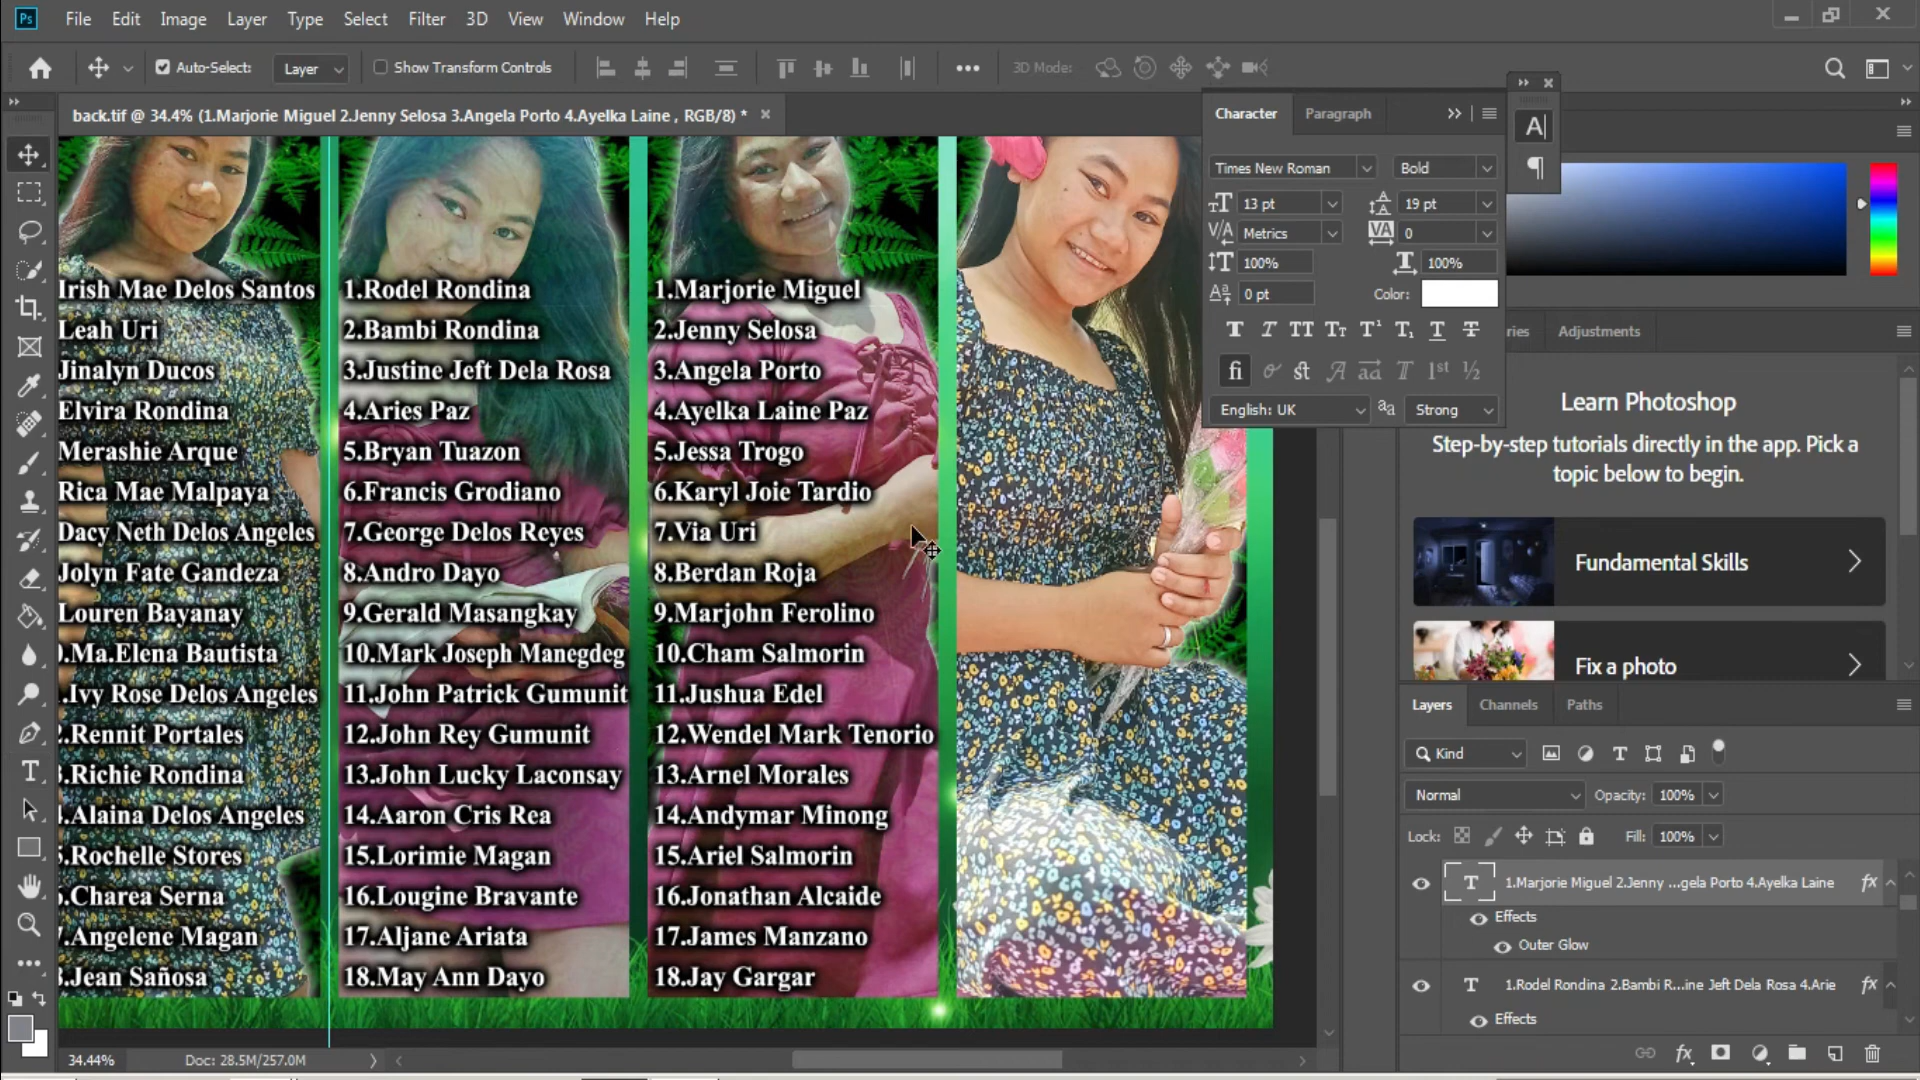 Ps File Edit Image Layer Type Select Filter 3D View Window Help
Auto-Select: Layer Show Transform Controls 3D Mode:
back.tif @ 34.4% (1.Marjorie Miguel 2.Jenny Selosa 3.Angela Porto 4.Ayelka Laine , RGB/8) *
Irish Mae Delos Santos
Leah Uri
Jinalyn Ducos
Elvira Rondina
Merashie Arque
Rica Mae Malpaya
Dacy Neth Delos Angeles
Jolyn Fate Gandeza
Louren Bayanay
.Ma.Elena Bautista
.Ivy Rose Delos Angeles
.Rennit Portales
.Richie Rondina
.Alaina Delos Angeles
.Rochelle Stores
.Charea Serna
.Angelene Magan
.Jean Sañosa
1.Rodel Rondina
2.Bambi Rondina
3.Justine Jeft Dela Rosa
4.Aries Paz
5.Bryan Tuazon
6.Francis Grodiano
7.George Delos Reyes
8.Andro Dayo
9.Gerald Masangkay
10.Mark Joseph Manegdeg
11.John Patrick Gumunit
12.John Rey Gumunit
13.John Lucky Laconsay
14.Aaron Cris Rea
15.Lorimie Magan
16.Lougine Bravante
17.Aljane Ariata
18.May Ann Dayo
1.Marjorie Miguel
2.Jenny Selosa
3.Angela Porto
4.Ayelka Laine Paz
5.Jessa Trogo
6.Karyl Joie Tardio
7.Via Uri
8.Berdan Roja
9.Marjohn Ferolino
10.Cham Salmorin
11.Jushua Edel
12.Wendel Mark Tenorio
13.Arnel Morales
14.Andymar Minong
15.Ariel Salmorin
16.Jonathan Alcaide
17.James Manzano
18.Jay Gargar
Character Paragraph
Times New Roman Bold
13 pt 19 pt
Metrics 0
100% 100%
0 pt Color:
English: UK Strong
ries Adjustments
Learn Photoshop
Step-by-step tutorials directly in the app. Pick a
topic below to begin.
Fundamental Skills
Fix a photo
Layers Channels Paths
Kind
Normal Opacity: 100%
Lock: Fill: 100%
1.Marjorie Miguel 2.Jenny ...gela Porto 4.Ayelka Laine fx
Effects
Outer Glow
1.Rodel Rondina 2.Bambi R...ine Jeft Dela Rosa 4.Arie fx
Effects
34.44% Doc: 28.5M/257.0M